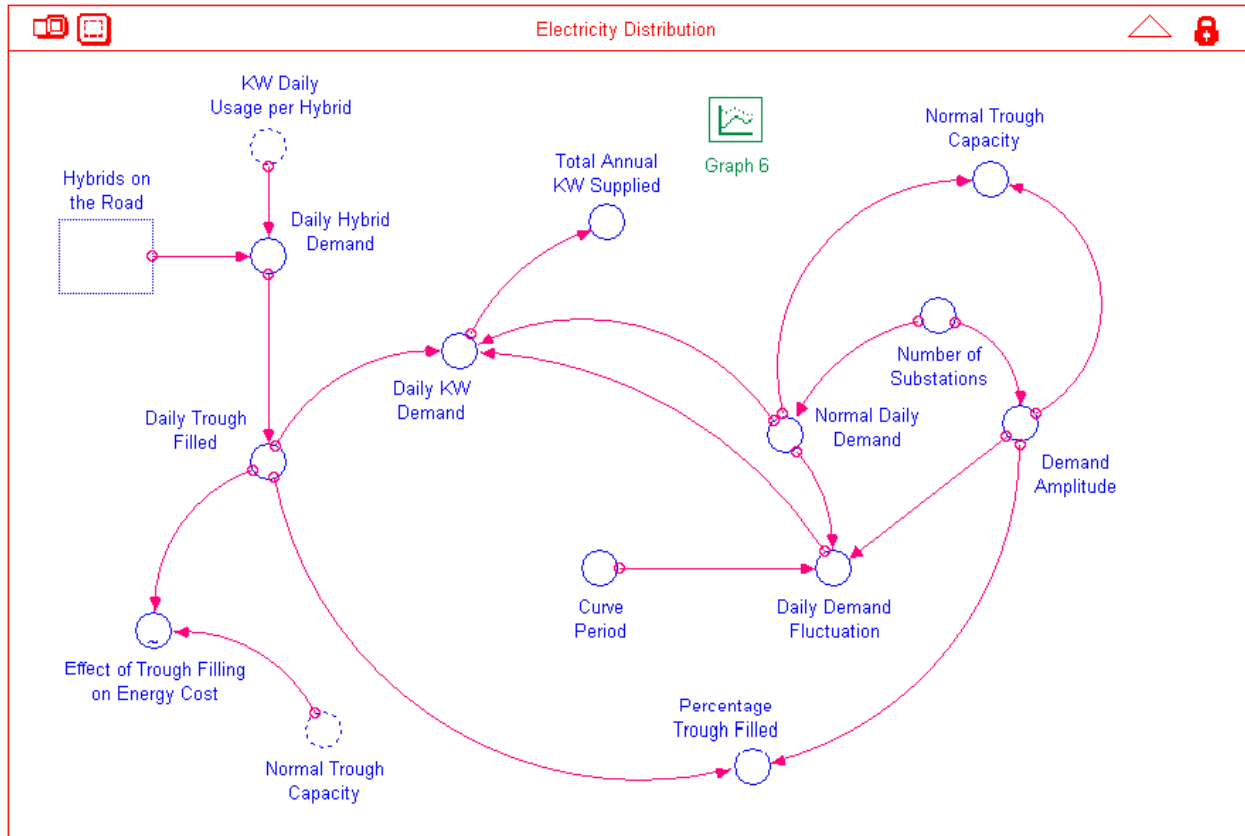 Electricity Distribution
KW Daily
Usage per Hybrid
Graph 6
Normal Trough
Capacity
Total Annual
KW Supplied
Hybrids on
the Road
Daily Hybrid
Demand
Number of
Substations
Daily KW
Demand
Normal Daily
Demand
Daily Trough
Filled
Demand
Amplitude
Curve
Period
Daily Demand
Fluctuation
Effect of Trough Filling
on Energy Cost
Percentage
Trough Filled
Normal Trough
Capacity